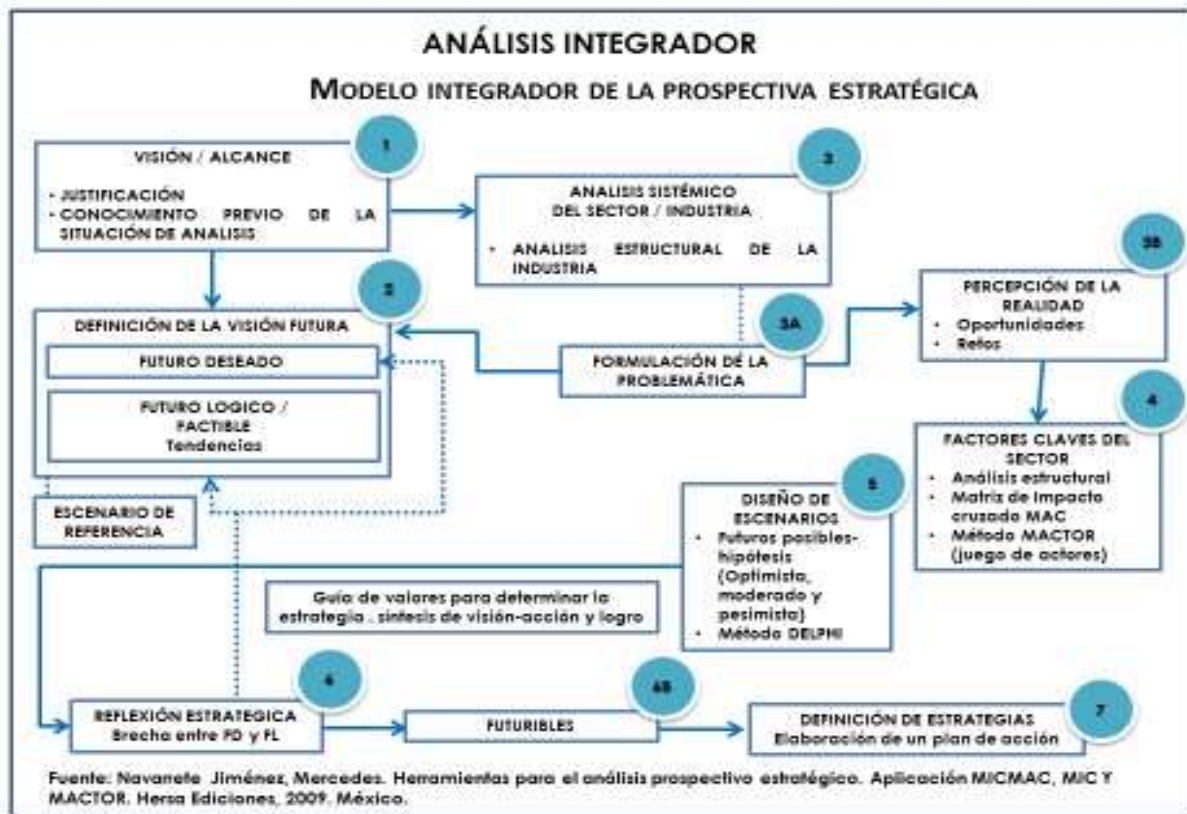 ANÁLISIS INTEGRADOR
MODELO INTEGRADOR DE LA PROSPECTIVA ESTRATÉGICA
1
VISIÓN / ALCANCE
• JUSTIFICACIÓN
• CONOCIMIENTO PREVIO DE LA
SITUACIÓN DE ANALISIS
3
ANALISIS SISTÉMICO
DEL SECTOR / INDUSTRIA
• ANALISIS ESTRUCTURAL DE LA
INDUSTRIA
2
DEFINICIÓN DE LA VISIÓN FUTURA
FUTURO DESEADO
FUTURO LOGICO /
FACTIBLE
Tendencias
ESCENARIO DE
REFERENCIA
3A
FORMULACIÓN DE LA
PROBLEMÁTICA
3B
PERCEPCIÓN DE LA
REALIDAD
• Oportunidades
• Retos
4
FACTORES CLAVES DEL
SECTOR
• Análisis estructural
• Matriz de Impacto
cruzado MAC
• Método MACTOR
(juego de actores)
5
DISEÑO DE
ESCENARIOS
• Futuros posibles-
hipótesis
(Optimista,
moderado y
pesimista)
• Método DELPHI
Guía de valores para determinar la
estrategia . síntesis de visión-acción y logro
6
REFLEXIÓN ESTRATEGICA
Brecha entre FD y FL
6B
FUTURIBLES
7
DEFINICIÓN DE ESTRATEGIAS
Elaboración de un plan de acción
Fuente: Navarrete Jiménez, Mercedes. Herramientas para el análisis prospectivo estratégico. Aplicación MICMAC, MIC Y
MACTOR. Hersa Ediciones, 2009. México.